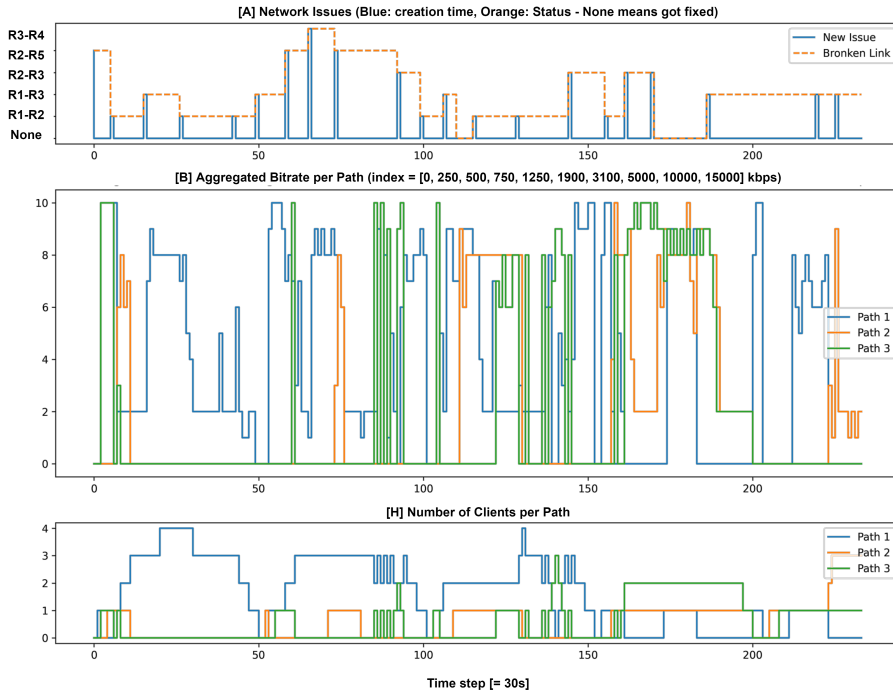 [A] Network Issues (Blue: creation time, Orange: Status - None means got fixed)
R3-R4
R2-R5
R2-R3
R1-R3
R1-R2
None
New Issue
Bronken Link
0 50 100 150 200
[B] Aggregated Bitrate per Path (index = [0, 250, 500, 750, 1250, 1900, 3100, 5000, 10000, 15000] kbps)
10
8
6
4
2
0
Path 1
Path 2
Path 3
0 50 100 150 200
[H] Number of Clients per Path
4
3
2
1
0
Path 1
Path 2
Path 3
0 50 100 150 200
Time step [= 30s]